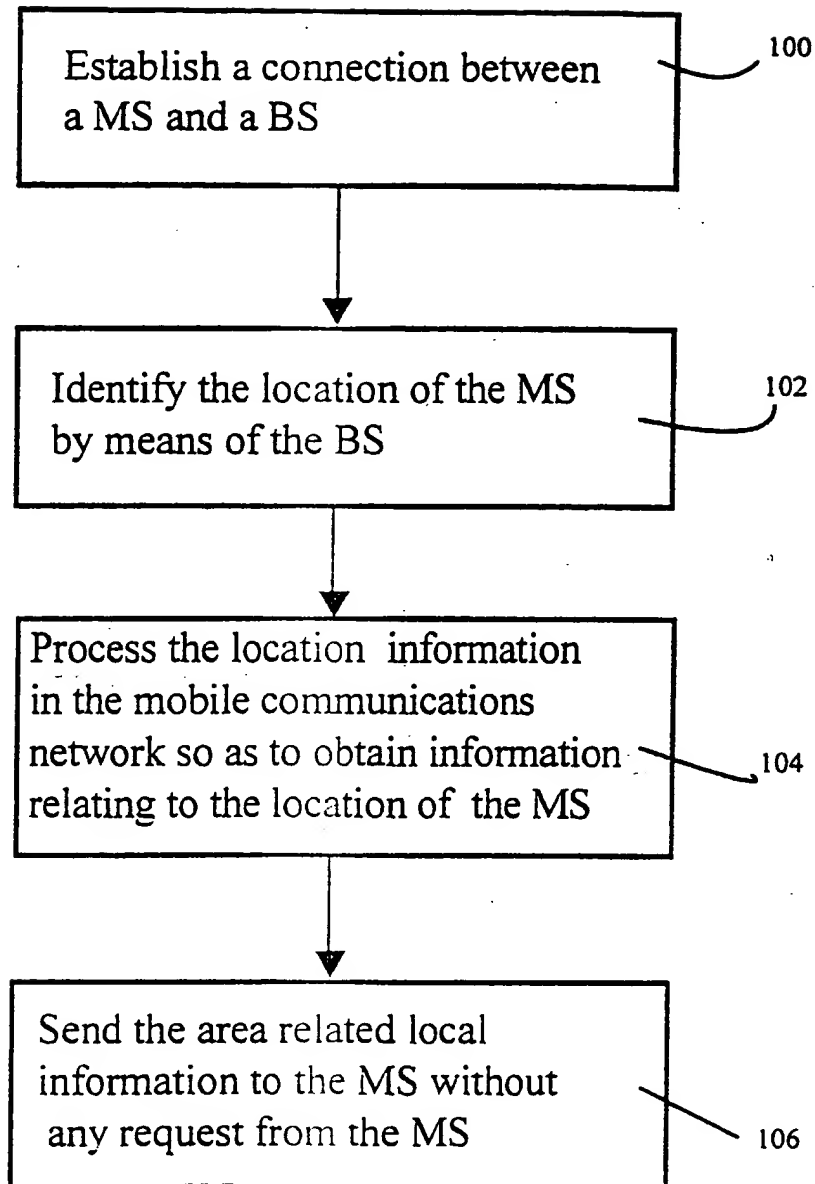 Establish a connection between
a MS and a BS
100
Identify the location of the MS
by means of the BS
102
Process the location information
in the mobile communications
network so as to obtain information
relating to the location of the MS
104
Send the area related local
information to the MS without
any request from the MS
106